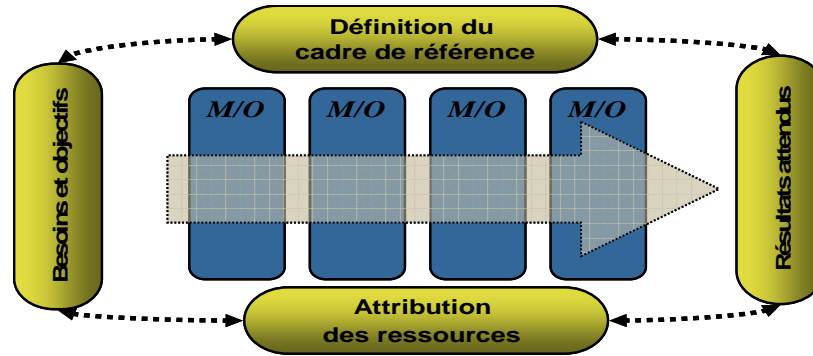 Définition du
cadre de référence
Besoins et objectifs
M/O
M/O
M/O
M/O
Résultats attendus
Attribution
des ressources